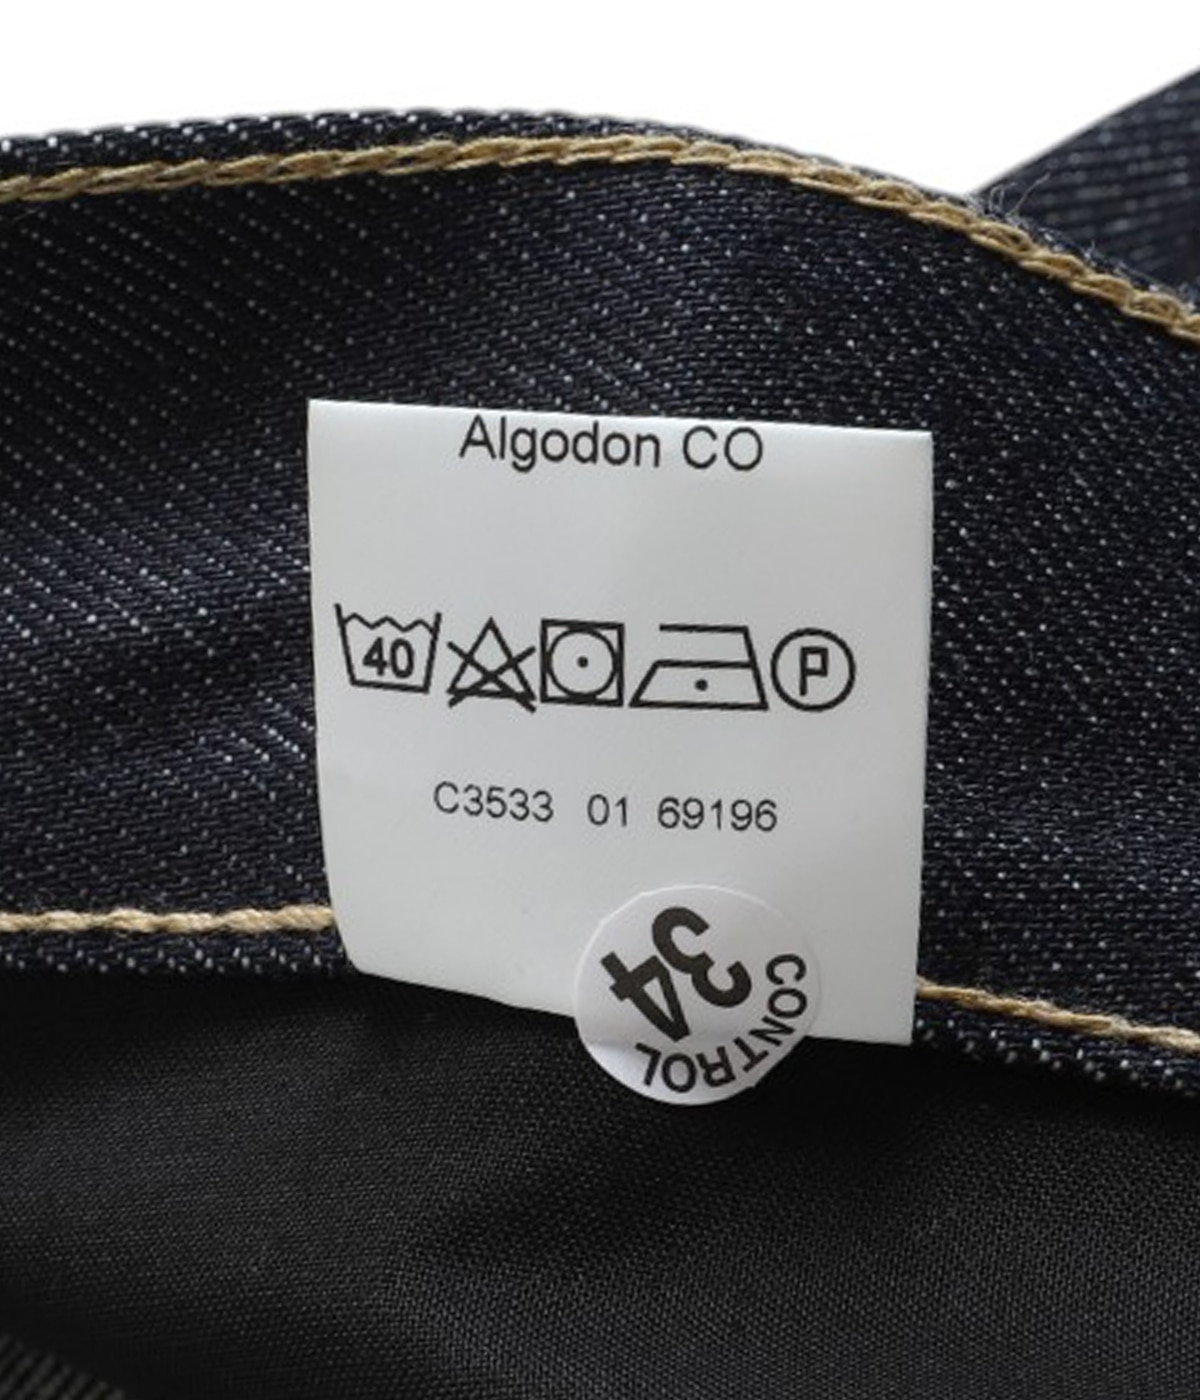 Algodon CO
40
P
C3533 01 69196
34
CONTROL